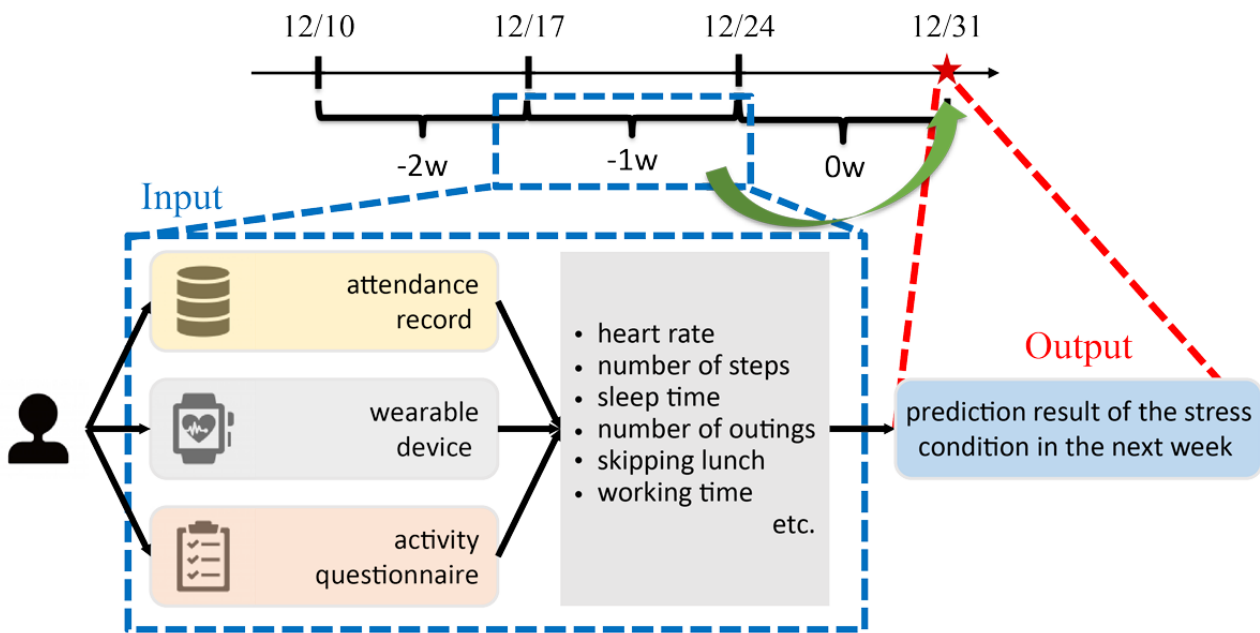 12/10
12/17
12/24
12/31
-2w
-1w
0w
Input
attendance
record
wearable
device
activity
questionnaire
• heart rate
• number of steps
• sleep time
• number of outings
• skipping lunch
• working time
etc.
Output
prediction result of the stress
condition in the next week